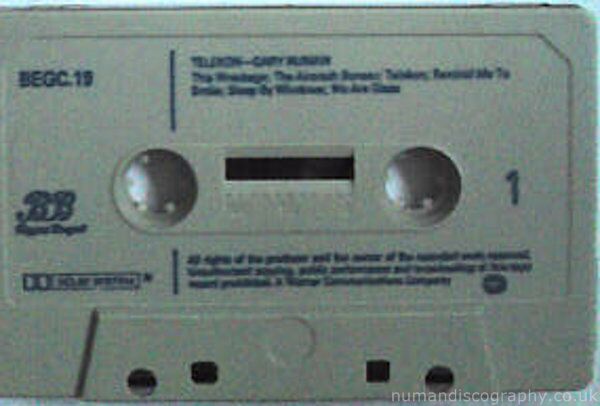 BEGC.19
TELEKON—GARY NUMAN
This Wreckage; The Aircrash Bureau; Telekon; Remind Me To
Smile; Sleep By Windows; We Are Glass
1
BB
Beggars Banquet
DOLBY SYSTEM
All rights of the producer and the owner of the recorded work reserved.
Unauthorised copying, public performance and broadcasting of this tape
record prohibited. A Warner Communications Company
numandiscography.co.uk